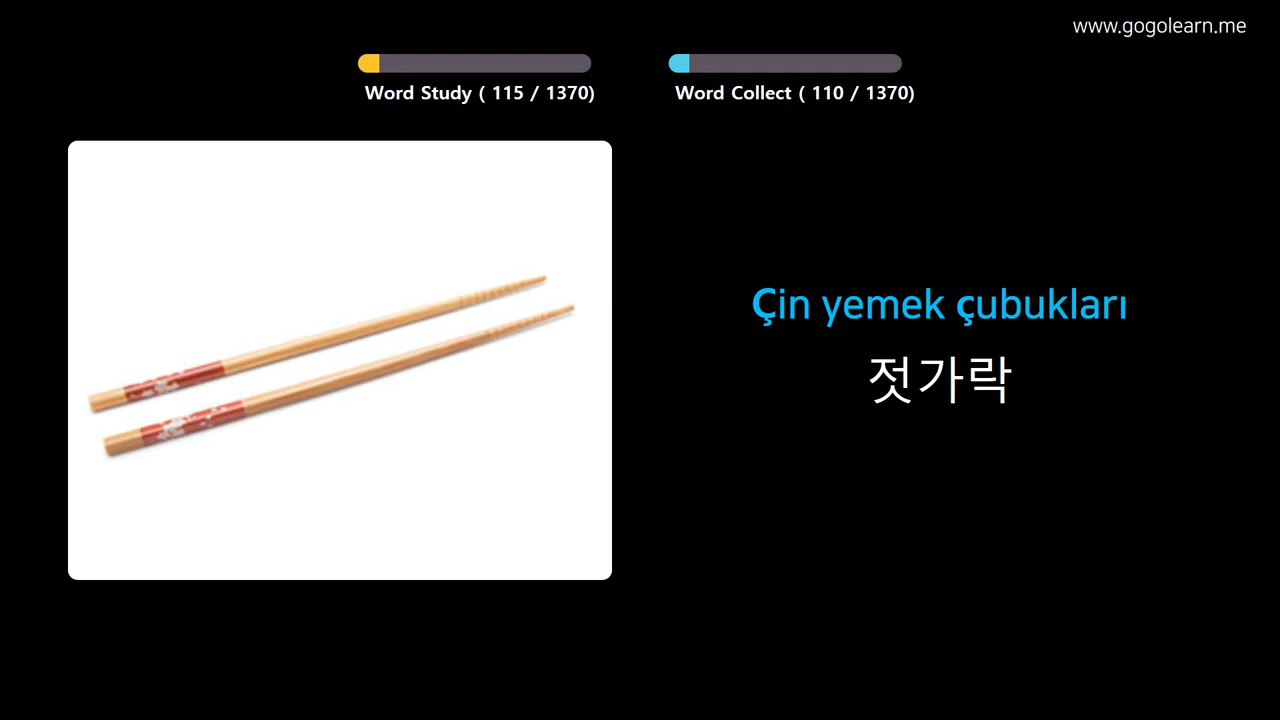 www.gogolearn.me
Word Study ( 115 / 1370)
Word Collect ( 110 / 1370)
Çin yemek çubukları
젓가락